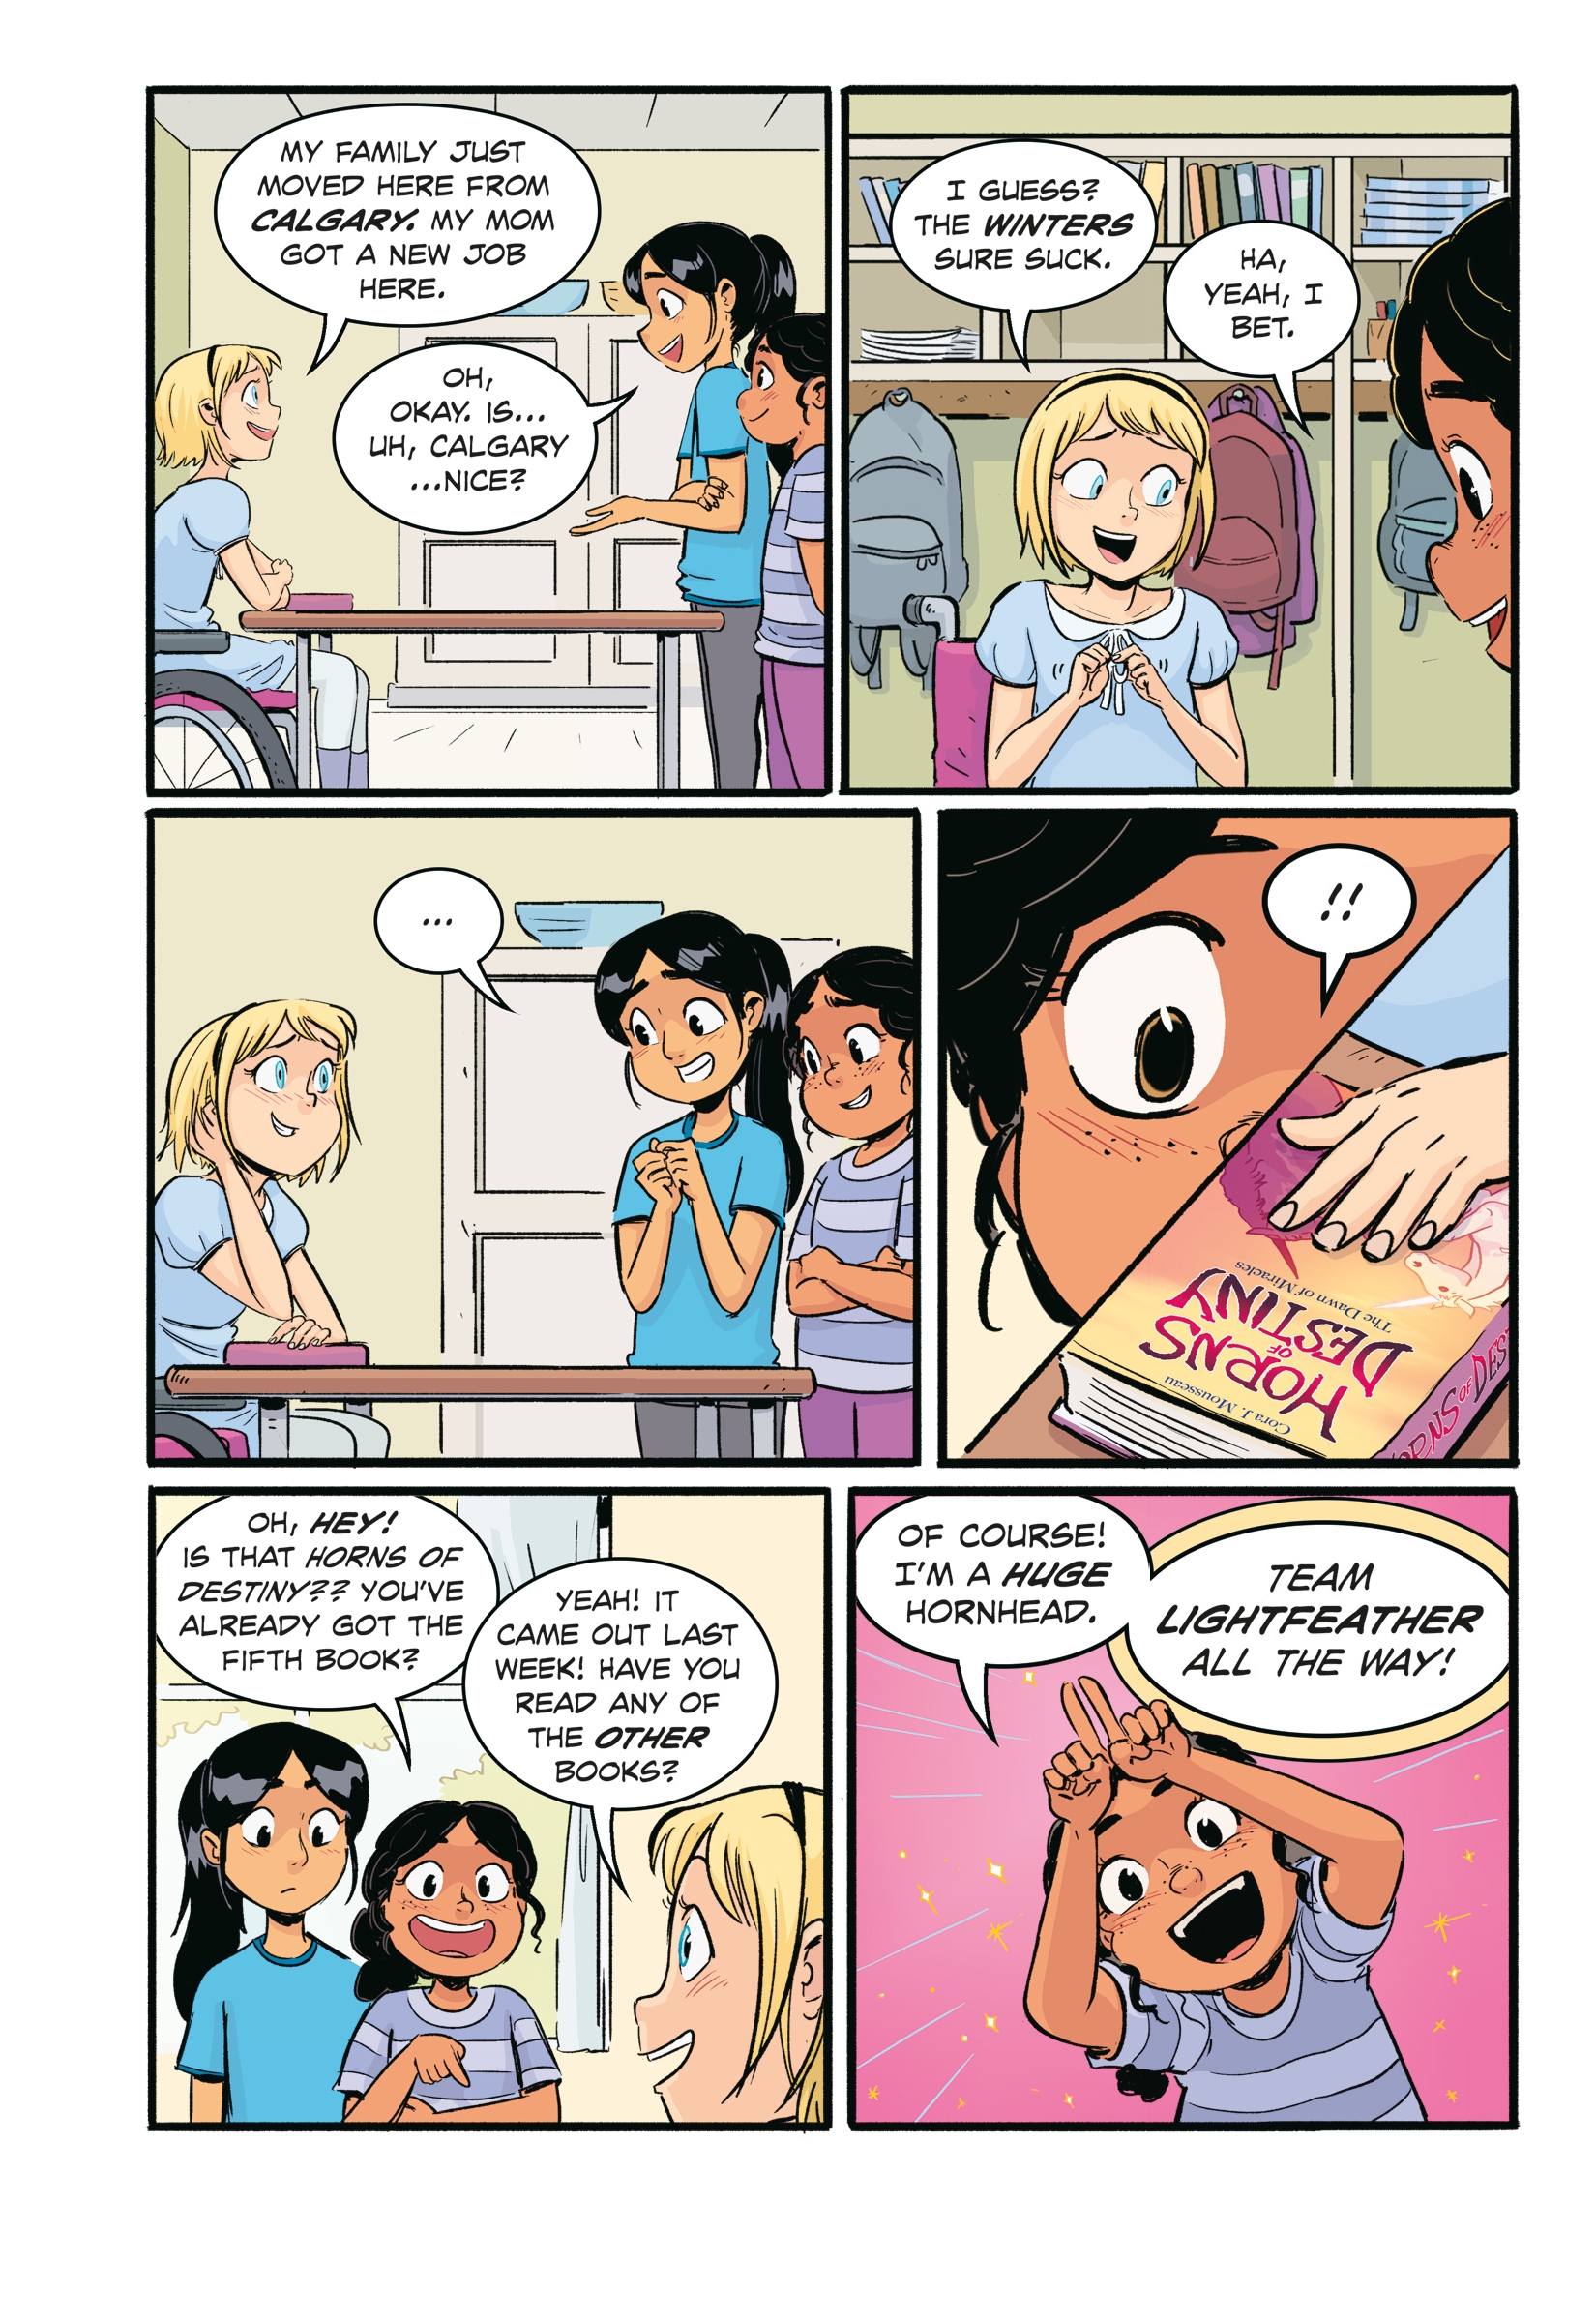 MY FAMILY JUST
MOVED HERE FROM
CALGARY. MY MOM
GOT A NEW JOB
HERE.
OH,
OKAY. IS...
UH, CALGARY
...NICE?
I GUESS?
THE WINTERS
SURE SUCK.
HA,
YEAH, I
BET.
...
!!
Cora J. Mousseau
HORNS
OF
DESTINY
The Dawn of Miracles
HORNS OF DES
OH, HEY!
IS THAT HORNS OF
DESTINY?? YOU'VE
ALREADY GOT THE
FIFTH BOOK?
YEAH! IT
CAME OUT LAST
WEEK! HAVE YOU
READ ANY OF
THE OTHER
BOOKS?
OF COURSE!
I'M A HUGE
HORNHEAD.
TEAM
LIGHTFEATHER
ALL THE WAY!